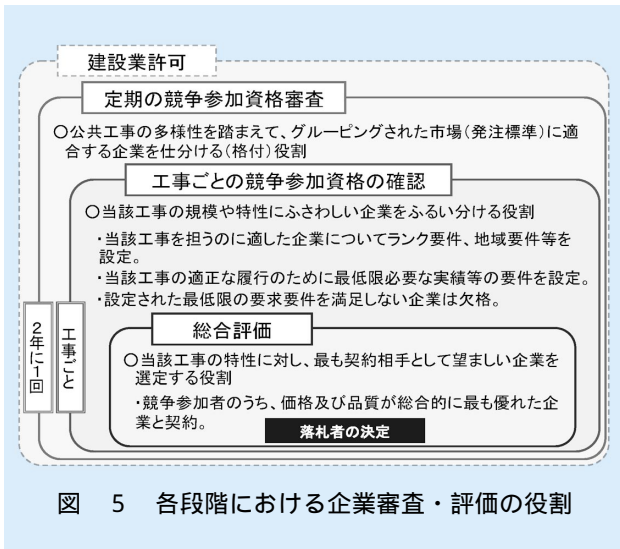 建設業許可
定期の競争参加資格審査
○公共工事の多様性を踏まえて、グルーピングされた市場(発注標準)に適
合する企業を仕分ける(格付)役割
工事ごとの競争参加資格の確認
○当該工事の規模や特性にふさわしい企業をふるい分ける役割
・当該工事を担うのに適した企業についてランク要件、地域要件等を
設定。
・当該工事の適正な履行のために最低限必要な実績等の要件を設定。
・設定された最低限の要求要件を満足しない企業は欠格。
2年に1回
工事ごと
総合評価
○当該工事の特性に対し、最も契約相手として望ましい企業を
選定する役割
・競争参加者のうち、価格及び品質が総合的に最も優れた企
業と契約。
落札者の決定
図 5 各段階における企業審査・評価の役割